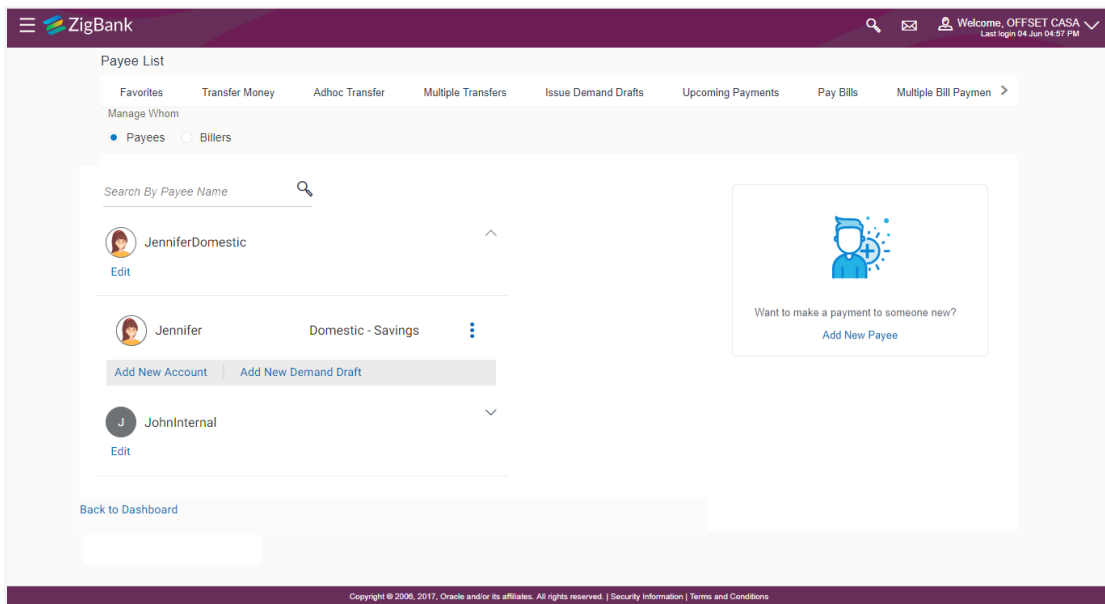 ZigBank
Welcome, OFFSET CASA
Last login 04 Jun 04:57 PM
Payee List
Favorites Transfer Money Adhoc Transfer Multiple Transfers Issue Demand Drafts Upcoming Payments Pay Bills Multiple Bill Paymen
Manage Whom
Payees Billers
Search By Payee Name
JenniferDomestic
Edit
Jennifer Domestic - Savings
Add New Account Add New Demand Draft
J JohnInternal
Edit
Want to make a payment to someone new?
Add New Payee
Back to Dashboard
Copyright © 2006, 2017, Oracle and/or its affiliates. All rights reserved. | Security Information | Terms and Conditions